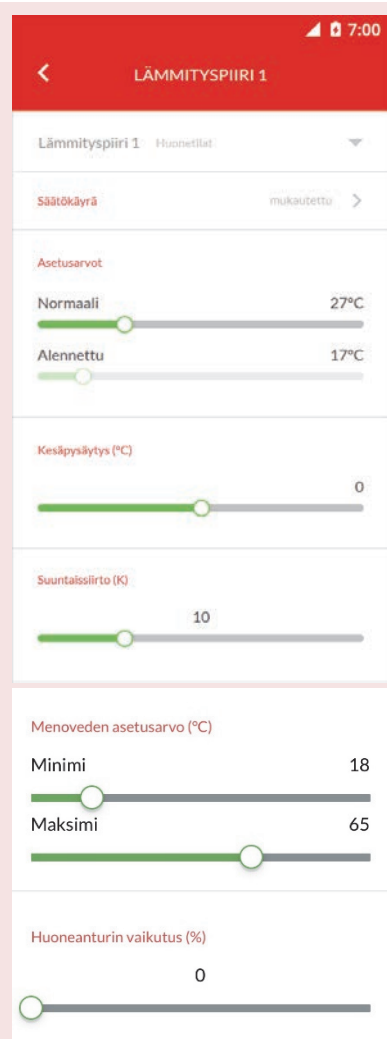 7:00
LÄMMITYSPIIRI 1
Lämmityspiiri 1 Huonetilat
Säätökäyrä mukautettu
Asetusarvot
Normaali 27°C
Alennettu 17°C
Kesäpysäytys (°C)
0
Suuntaissiirto (K)
10
Menoveden asetusarvo (°C)
Minimi 18
Maksimi 65
Huoneanturin vaikutus (%)
0